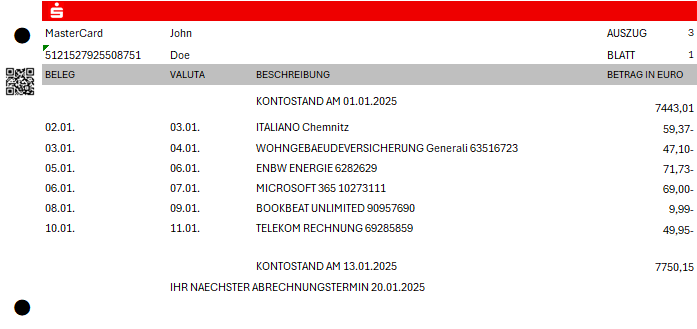 MasterCard John AUSZUG 3
5121527925508751 Doe BLATT 1
BELEG VALUTA BESCHREIBUNG BETRAG IN EURO
KONTOSTAND AM 01.01.2025 7443,01
02.01. 03.01. ITALIANO Chemnitz 59,37-
03.01. 04.01. WOHNGEBAEUDEVERSICHERUNG Generali 63516723 47,10-
05.01. 06.01. ENBW ENERGIE 6282629 71,73-
06.01. 07.01. MICROSOFT 365 10273111 69,00-
08.01. 09.01. BOOKBEAT UNLIMITED 90957690 9,99-
10.01. 11.01. TELEKOM RECHNUNG 69285859 49,95-
KONTOSTAND AM 13.01.2025 7750,15
IHR NAECHSTER ABRECHNUNGSTERMIN 20.01.2025